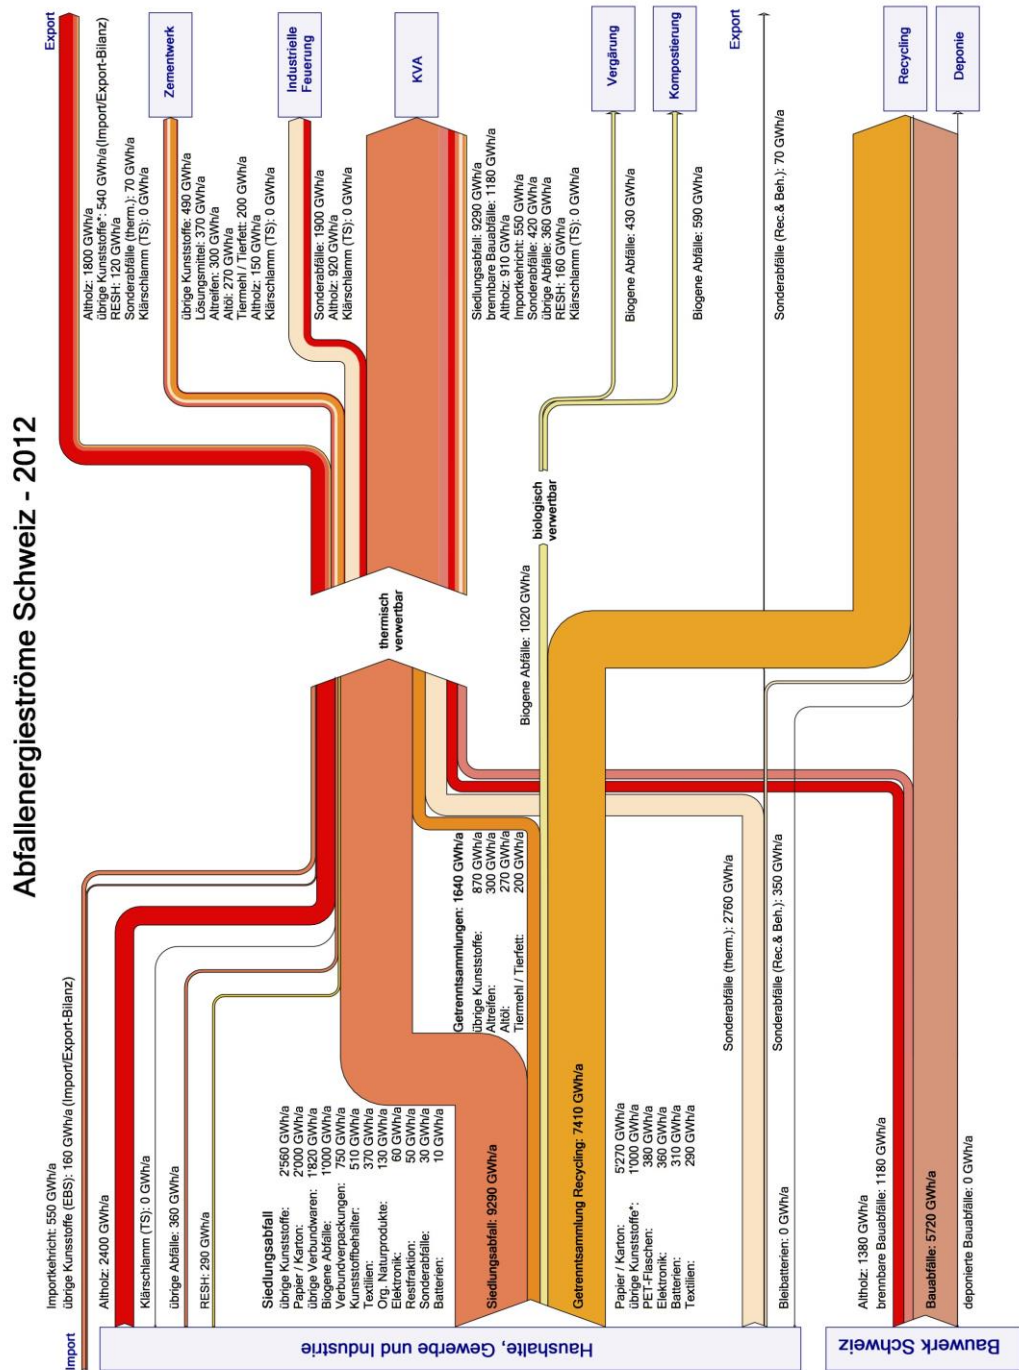 Abfallenergieströme Schweiz - 2012
Import
Importkehricht: 550 GWh/a
übrige Kunsstoffe (EBS): 160 GWh/a (Import/Export-Bilanz)
Altholz: 2400 GWh/a
Klärschlamm (TS): 0 GWh/a
übrige Abfälle: 360 GWh/a
RESH: 290 GWh/a
Haushalte, Gewerbe und Industrie
Siedlungsabfall
übrige Kunststoffe: 2'560 GWh/a
Papier / Karton: 2'000 GWh/a
übrige Verbundwaren: 1'820 GWh/a
Biogene Abfälle: 1'000 GWh/a
Verbundverpackungen: 750 GWh/a
Kunststoffbehälter: 510 GWh/a
Textilien: 370 GWh/a
Org. Naturprodukte: 130 GWh/a
Elektronik: 60 GWh/a
Restfraktion: 50 GWh/a
Sonderabfälle: 30 GWh/a
Batterien: 10 GWh/a
Siedlungsabfall: 9290 GWh/a
Getrenntsammlungen: 1640 GWh/a
übrige Kunststoffe: 870 GWh/a
Altreifen: 300 GWh/a
Altöl: 270 GWh/a
Tiermehl / Tierfett: 200 GWh/a
Getrenntsammlung Recycling: 7410 GWh/a
Papier / Karton: 5'270 GWh/a
übrige Kunststoffe*: 1'000 GWh/a
PET-Flaschen: 380 GWh/a
Elektronik: 360 GWh/a
Batterien: 310 GWh/a
Textilien: 290 GWh/a
Biogene Abfälle: 1020 GWh/a
Sonderabfälle (therm.): 2760 GWh/a
Sonderabfälle (Rec.& Beh.): 350 GWh/a
Bleibatterien: 0 GWh/a
Bauwerk Schweiz
Altholz: 1380 GWh/a
brennbare Bauabfälle: 1180 GWh/a
Bauabfälle: 5720 GWh/a
deponierte Bauabfälle: 0 GWh/a
thermisch
verwertbar
biologisch
verwertbar
Export
Altholz: 1800 GWh/a
übrige Kunststoffe*: 540 GWh/a(Import/Export-Bilanz)
RESH: 120 GWh/a
Sonderabfälle (therm.): 70 GWh/a
Klärschlamm (TS): 0 GWh/a
Zementwerk
übrige Kunststoffe: 490 GWh/a
Lösungsmittel: 370 GWh/a
Altreifen: 300 GWh/a
Altöl: 270 GWh/a
Tiermehl / Tierfett: 200 GWh/a
Altholz: 150 GWh/a
Klärschlamm (TS): 0 GWh/a
Industrielle
Feuerung
Sonderabfälle: 1900 GWh/a
Altholz: 920 GWh/a
Klärschlamm (TS): 0 GWh/a
KVA
Siedlungsabfall: 9290 GWh/a
brennbare Bauabfälle: 1180 GWh/a
Altholz: 910 GWh/a
Importkehricht: 550 GWh/a
Sonderabfälle: 420 GWh/a
übrige Abfälle: 360 GWh/a
RESH: 160 GWh/a
Klärschlamm (TS): 0 GWh/a
Vergärung
Biogene Abfälle: 430 GWh/a
Kompostierung
Biogene Abfälle: 590 GWh/a
Export
Sonderabfälle (Rec.& Beh.): 70 GWh/a
Recycling
Deponie